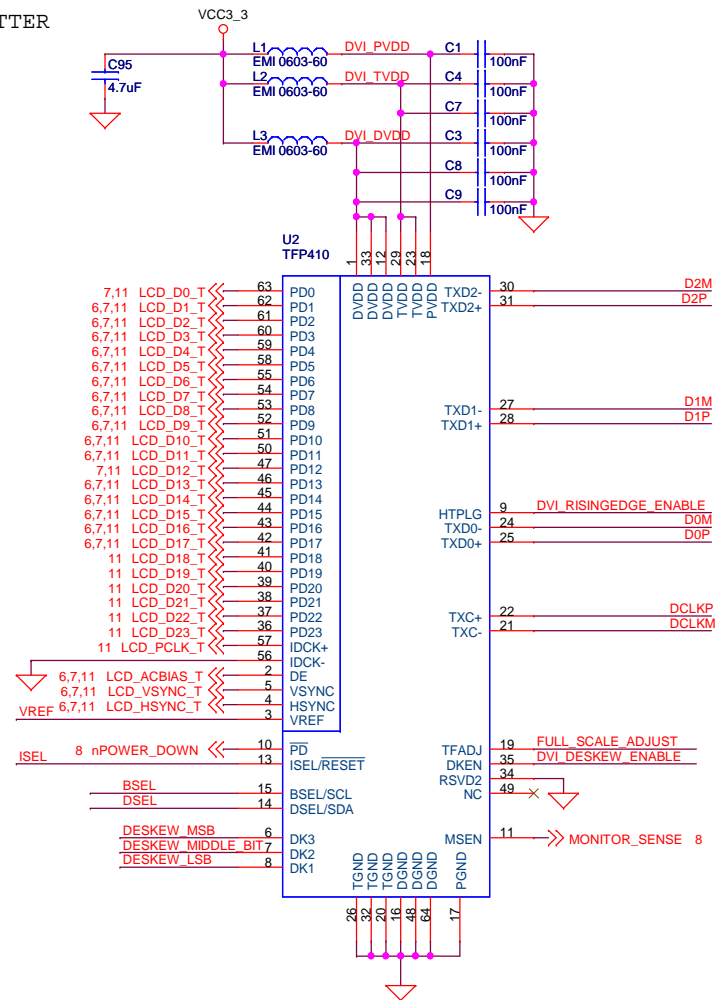 TTER
VCC3_3
L1 DVI_PVDD C1
EMI 0603-60 100nF
C95
4.7uF
L2 DVI_TVDD C4
EMI 0603-60 100nF
C7
100nF
L3 DVI_DVDD C3
EMI 0603-60 100nF
C8
100nF
C9
100nF
U2
TFP410
1 33 12 29 23 18
DVDD DVDD DVDD TVDD TVDD PVDD
7,11 LCD_D0_T 63 PD0
6,7,11 LCD_D1_T 62 PD1
6,7,11 LCD_D2_T 61 PD2
6,7,11 LCD_D3_T 60 PD3
6,7,11 LCD_D4_T 59 PD4
6,7,11 LCD_D5_T 58 PD5
6,7,11 LCD_D6_T 55 PD6
6,7,11 LCD_D7_T 54 PD7
6,7,11 LCD_D8_T 53 PD8
6,7,11 LCD_D9_T 52 PD9
6,7,11 LCD_D10_T 51 PD10
6,7,11 LCD_D11_T 50 PD11
7,11 LCD_D12_T 47 PD12
6,7,11 LCD_D13_T 46 PD13
6,7,11 LCD_D14_T 45 PD14
6,7,11 LCD_D15_T 44 PD15
6,7,11 LCD_D16_T 43 PD16
6,7,11 LCD_D17_T 42 PD17
11 LCD_D18_T 41 PD18
11 LCD_D19_T 40 PD19
11 LCD_D20_T 39 PD20
11 LCD_D21_T 38 PD21
11 LCD_D22_T 37 PD22
11 LCD_D23_T 36 PD23
11 LCD_PCLK_T 57 IDCK+
56 IDCK-
6,7,11 LCD_ACBIAS_T 2 DE
6,7,11 LCD_VSYNC_T 5 VSYNC
6,7,11 LCD_HSYNC_T 4 HSYNC
VREF 3 VREF
8 nPOWER_DOWN 10 PD
ISEL 13 ISEL/RESET
BSEL 15 BSEL/SCL
DSEL 14 DSEL/SDA
DESKEW_MSB 6 DK3
DESKEW_MIDDLE_BIT 7 DK2
DESKEW_LSB 8 DK1
TXD2- 30 D2M
TXD2+ 31 D2P
TXD1- 27 D1M
TXD1+ 28 D1P
HTPLG 9 DVI_RISINGEDGE_ENABLE
TXD0- 24 D0M
TXD0+ 25 D0P
TXC+ 22 DCLKP
TXC- 21 DCLKM
TFADJ 19 FULL_SCALE_ADJUST
DKEN 35 DVI_DESKEW_ENABLE
RSVD2 34
NC 49
MSEN 11 MONITOR_SENSE 8
TGND TGND TGND DGND DGND DGND PGND
26 32 20 16 48 64 17